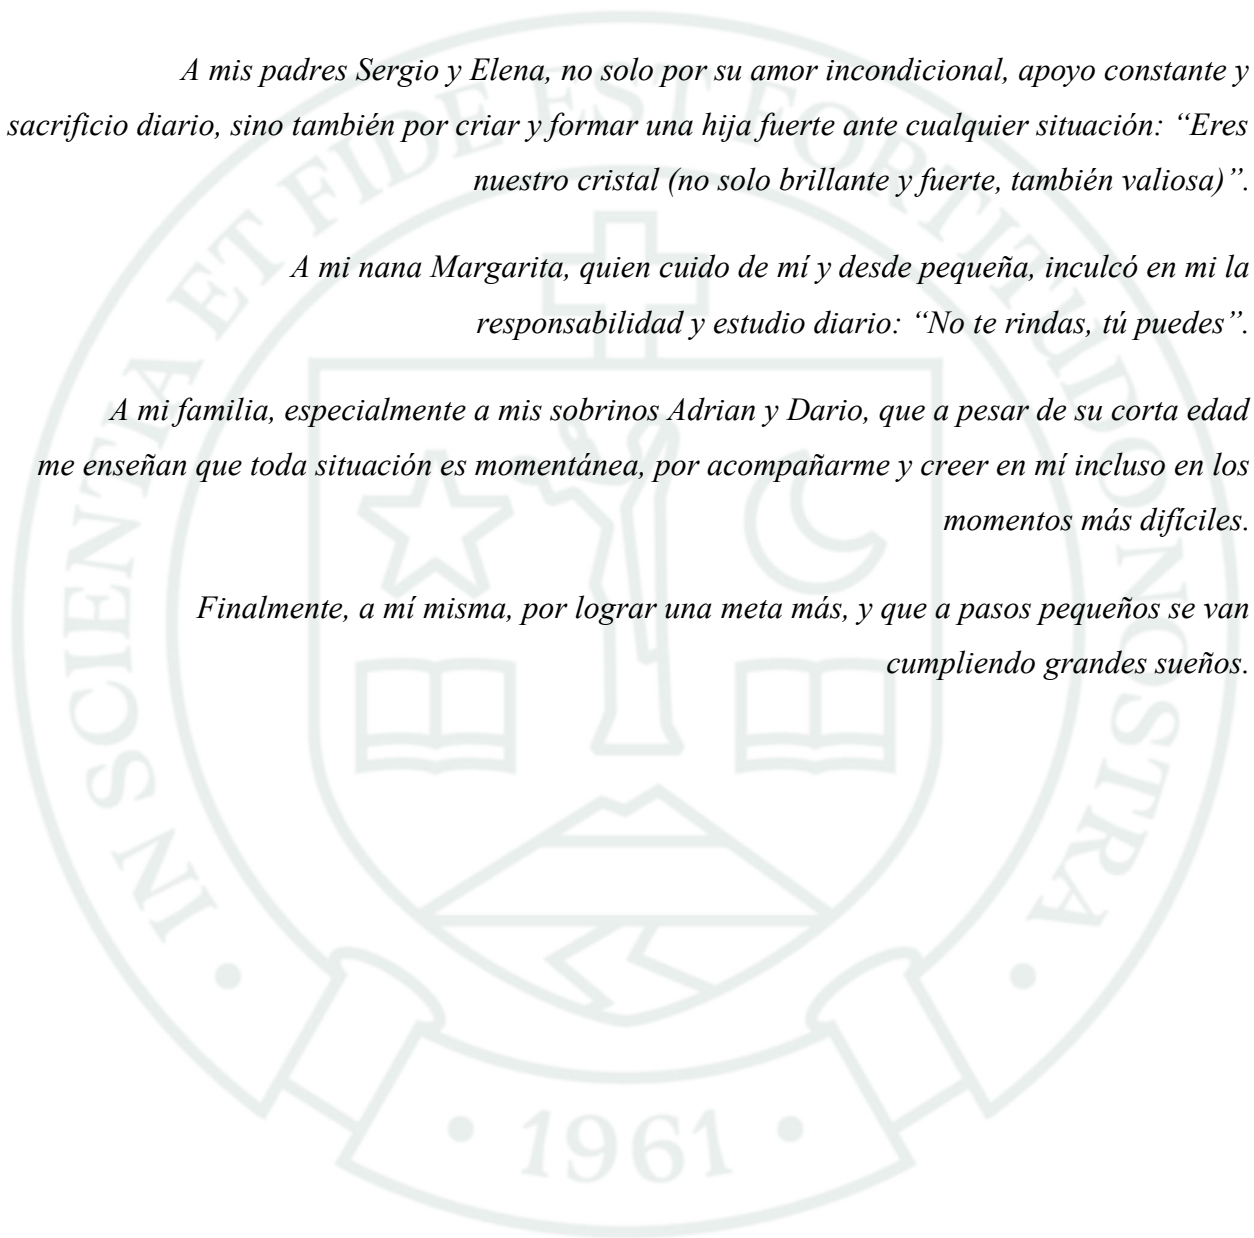 A mis padres Sergio y Elena, no solo por su amor incondicional, apoyo constante y
sacrificio diario, sino también por criar y formar una hija fuerte ante cualquier situación: “Eres
nuestro cristal (no solo brillante y fuerte, también valiosa)”.
A mi nana Margarita, quien cuido de mí y desde pequeña, inculcó en mi la
responsabilidad y estudio diario: “No te rindas, tú puedes”.
A mi familia, especialmente a mis sobrinos Adrian y Dario, que a pesar de su corta edad
me enseñan que toda situación es momentánea, por acompañarme y creer en mí incluso en los
momentos más difíciles.
Finalmente, a mí misma, por lograr una meta más, y que a pasos pequeños se van
cumpliendo grandes sueños.
IN SCIENTIA ET FIDE EST FORTITUDO NOSTRA
• 1961 •